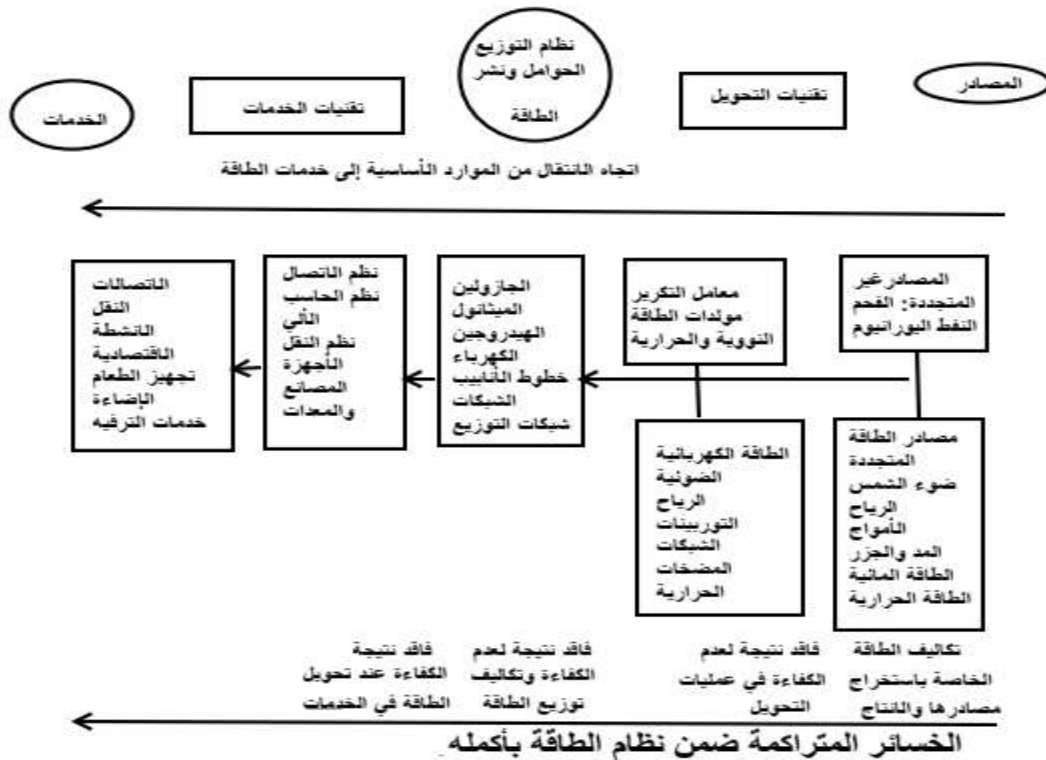 المصادر
تقنيات التحويل
نظام التوزيع
الحوامل ونشر
الطاقة
تقنيات الخدمات
الخدمات
اتجاه الانتقال من الموارد الأساسية إلى خدمات الطاقة
المصادر غير
المتجددة: الفحم
النفط اليورانيوم
معامل التكرير
مولدات الطاقة
النووية والحرارية
الجازولين
الميثانول
الهيدروجين
الكهرباء
خطوط الأنابيب
الشبكات
شبكات التوزيع
نظم الاتصال
نظم الحاسب
الألي
نظم النقل
الأجهزة
المصانع
والمعدات
الاتصالات
النقل
الانشطة
الاقتصادية
تجهيز الطعام
الإضاءة
خدمات الترفيه
مصادر الطاقة
المتجددة
ضوء الشمس
الرياح
الأمواج
المد والجزر
الطاقة المائية
الطاقة الحرارية
الطاقة الكهربائية
الضوئية
الرياح
التوربينات
الشبكات
المضخات
الحرارية
تكاليف الطاقة
الخاصة باستخراج
مصادرها والانتاج
فاقد نتيجة لعدم
الكفاءة في عمليات
التحويل
فاقد نتيجة لعدم
الكفاءة وتكاليف
توزيع الطاقة
فاقد نتيجة
الكفاءة عند تحويل
الطاقة في الخدمات
الخسائر المتراكمة ضمن نظام الطاقة بأكمله.